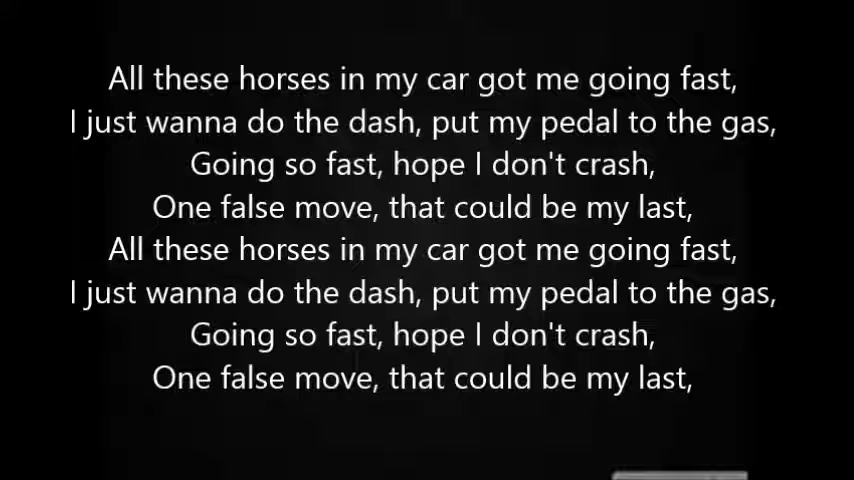 All these horses in my car got me going fast,
I just wanna do the dash, put my pedal to the gas,
Going so fast, hope I don't crash,
One false move, that could be my last,
All these horses in my car got me going fast,
I just wanna do the dash, put my pedal to the gas,
Going so fast, hope I don't crash,
One false move, that could be my last,